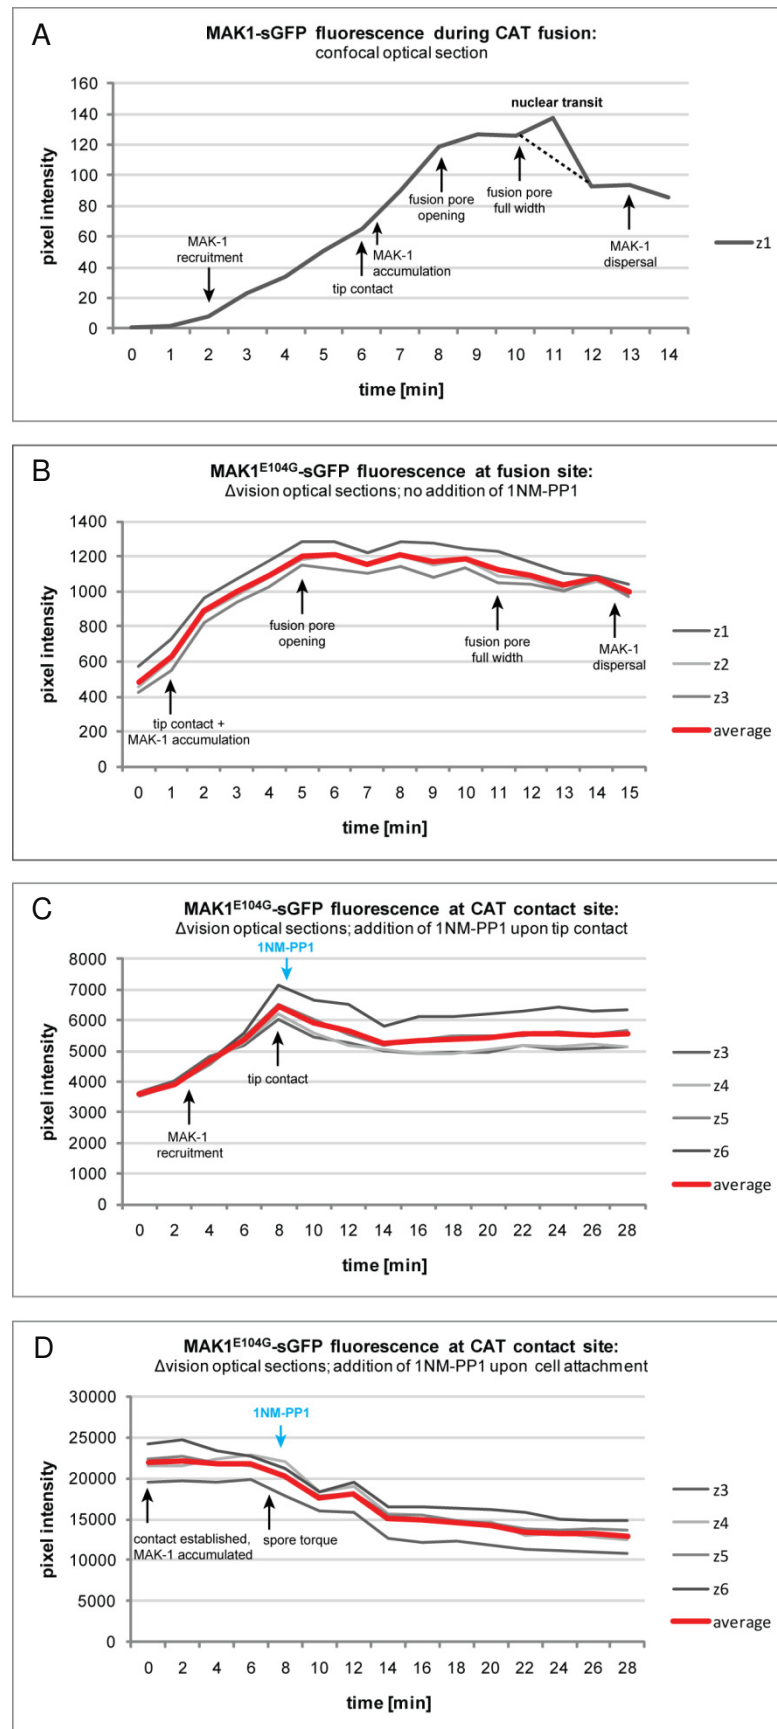 A
MAK1-sGFP fluorescence during CAT fusion:
confocal optical section
160
140
120
100
80
60
40
20
0
pixel intensity
nuclear transit
fusion pore
opening
fusion pore
full width
MAK-1
recruitment
MAK-1
accumulation
tip contact
MAK-1
dispersal
z1
0 1 2 3 4 5 6 7 8 9 10 11 12 13 14
time [min]
B
MAK1E104G-sGFP fluorescence at fusion site:
Δvision optical sections; no addition of 1NM-PP1
1400
1200
1000
800
600
400
200
0
pixel intensity
fusion pore
opening
fusion pore
full width
MAK-1
dispersal
tip contact +
MAK-1 accumulation
z1
z2
z3
average
0 1 2 3 5 6 7 8 9 10 11 12 13 14 15
time [min]
C
MAK1E104G-sGFP fluorescence at CAT contact site:
Δvision optical sections; addition of 1NM-PP1 upon tip contact
1NM-PP1
8000
7000
6000
5000
4000
3000
2000
1000
0
pixel intensity
tip contact
MAK-1
recruitment
z3
z4
z5
z6
average
0 2 4 6 8 10 12 14 16 18 20 22 24 26 28
time [min]
D
MAK1E104G-sGFP fluorescence at CAT contact site:
Δvision optical sections; addition of 1NM-PP1 upon cell attachment
30000
25000
20000
15000
10000
5000
0
pixel intensity
1NM-PP1
contact established,
MAK-1 accumulated
spore torque
z3
z4
z5
z6
average
0 2 4 6 8 10 12 14 16 18 20 22 24 26 28
time [min]